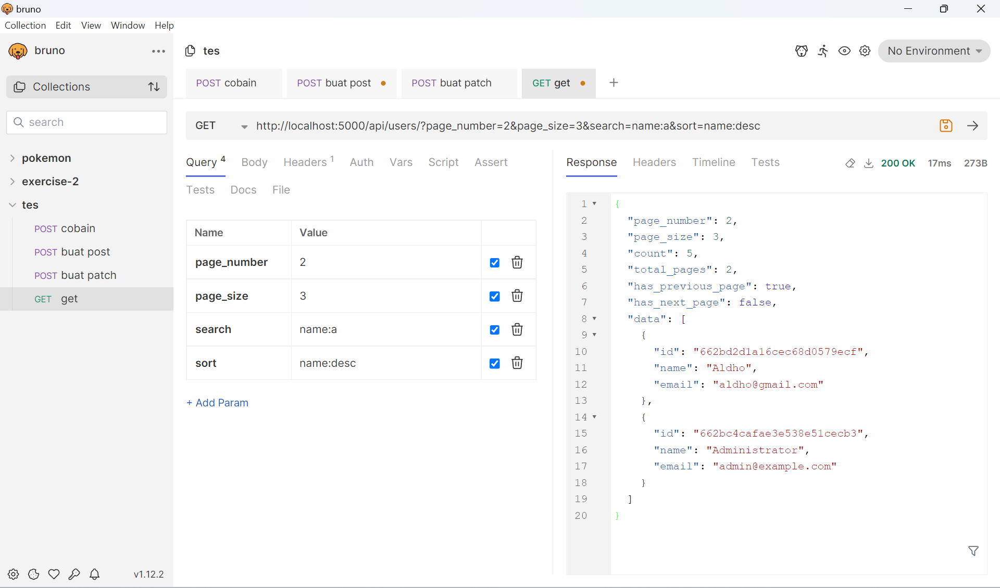 bruno
Collection Edit View Window Help
bruno
tes
No Environment
Collections
POST cobain
POST buat post
POST buat patch
GET get
search
GET
http://localhost:5000/api/users/?page_number=2&page_size=3&search=name:a&sort=name:desc
pokemon
exercise-2
tes
POST cobain
POST buat post
POST buat patch
GET get
Query 4 Body Headers 1 Auth Vars Script Assert
Tests Docs File
Name Value
page_number 2
page_size 3
search name:a
sort name:desc
+ Add Param
Response Headers Timeline Tests
200 OK 17ms 273B
1 {
2 "page_number": 2,
3 "page_size": 3,
4 "count": 5,
5 "total_pages": 2,
6 "has_previous_page": true,
7 "has_next_page": false,
8 "data": [
9 {
10 "id": "662bd2d1a16cec68d0579ecf",
11 "name": "Aldho",
12 "email": "aldho@gmail.com"
13 },
14 {
15 "id": "662bc4cafae3e538e51cecb3",
16 "name": "Administrator",
17 "email": "admin@example.com"
18 }
19 ]
20 }
v1.12.2